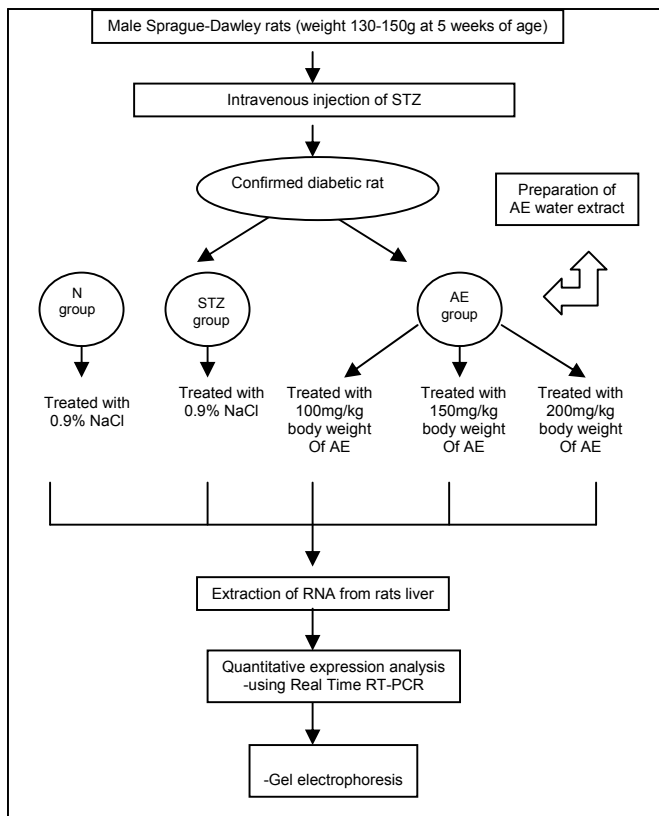 Male Sprague-Dawley rats (weight 130-150g at 5 weeks of age)
Intravenous injection of STZ
Confirmed diabetic rat
Preparation of
AE water extract
N
group
STZ
group
AE
group
Treated with
0.9% NaCl
Treated with
0.9% NaCl
Treated with
100mg/kg
body weight
Of AE
Treated with
150mg/kg
body weight
Of AE
Treated with
200mg/kg
body weight
Of AE
Extraction of RNA from rats liver
Quantitative expression analysis
-using Real Time RT-PCR
-Gel electrophoresis